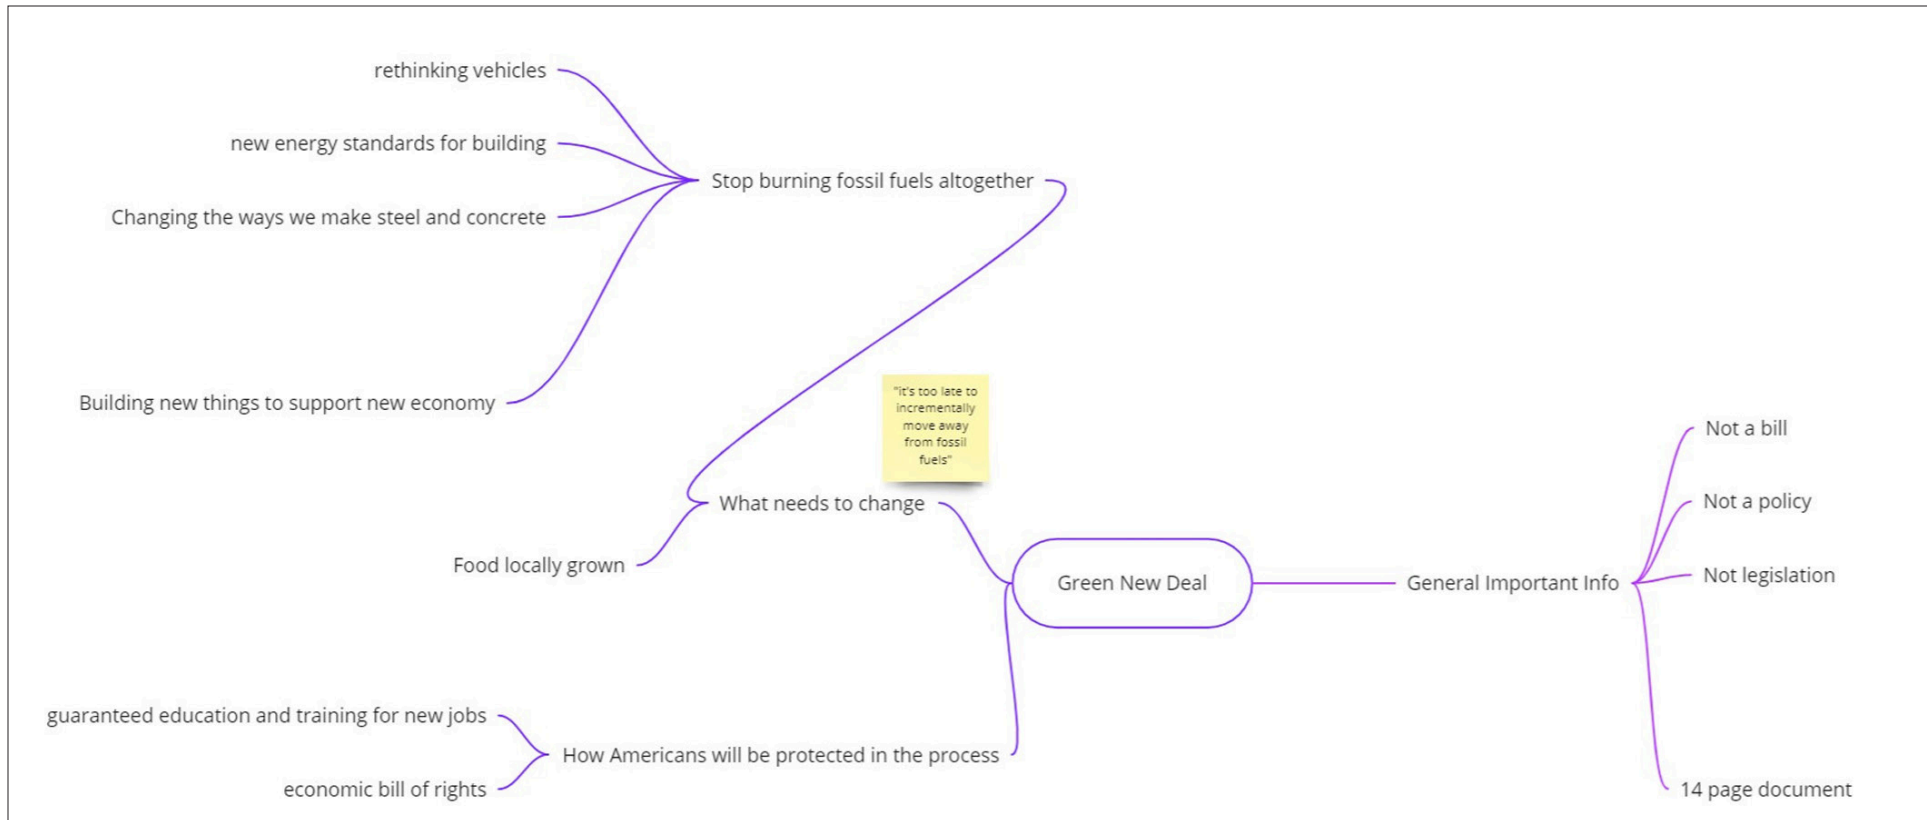 rethinking vehicles
new energy standards for building
Stop burning fossil fuels altogether
Changing the ways we make steel and concrete
Building new things to support new economy
"it's too late to
incrementally
move away
from fossil
fuels"
What needs to change
Food locally grown
Green New Deal
General Important Info
Not a bill
Not a policy
Not legislation
14 page document
guaranteed education and training for new jobs
How Americans will be protected in the process
economic bill of rights